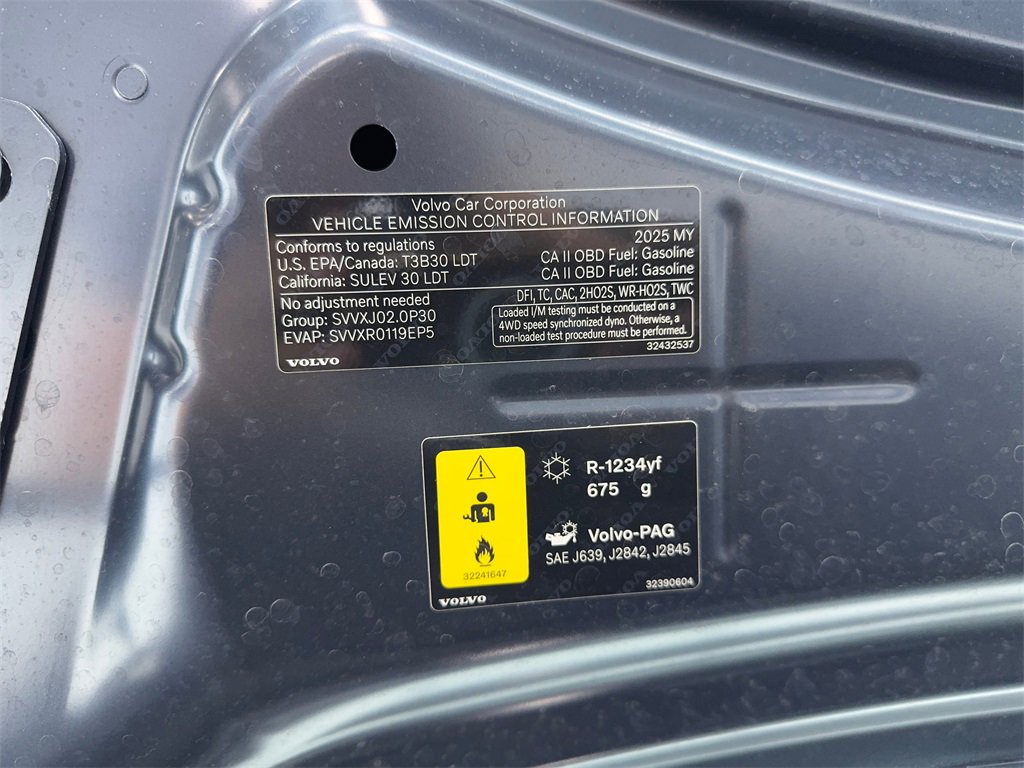 Volvo Car Corporation
VEHICLE EMISSION CONTROL INFORMATION
Conforms to regulations 2025 MY
U.S. EPA/Canada: T3B30 LDT CA II OBD Fuel: Gasoline
California: SULEV 30 LDT CA II OBD Fuel: Gasoline
No adjustment needed DFI, TC, CAC, 2HO2S, WR-HO2S, TWC
Group: SVVXJ02.0P30
EVAP: SVVXR0119EP5
Loaded I/M testing must be conducted on a
4WD speed synchronized dyno. Otherwise, a
non-loaded test procedure must be performed.
VOLVO 32432537
R-1234yf
675 g
Volvo-PAG
SAE J639, J2842, J2845
32241647
VOLVO 32390604